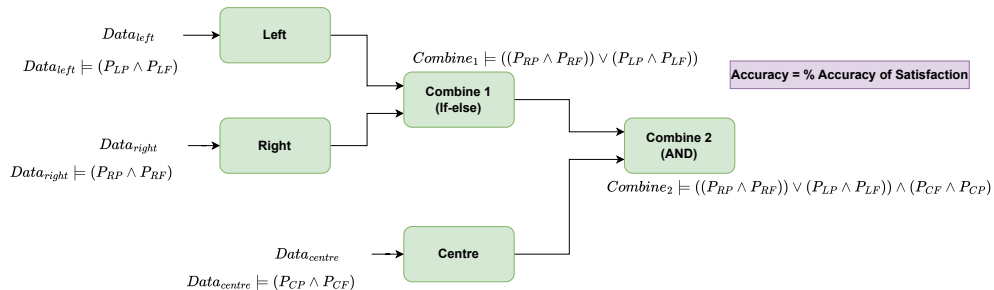 Data_left
Left
Data_left ⊨ (P_LP ∧ P_LF)
Combine_1 ⊨ ((P_RP ∧ P_RF)) ∨ (P_LP ∧ P_LF))
Accuracy = % Accuracy of Satisfaction
Combine 1
(If-else)
Data_right
Right
Data_right ⊨ (P_RP ∧ P_RF)
Combine 2
(AND)
Combine_2 ⊨ ((P_RP ∧ P_RF)) ∨ (P_LP ∧ P_LF)) ∧ (P_CF ∧ P_CP)
Data_centre
Centre
Data_centre ⊨ (P_CP ∧ P_CF)